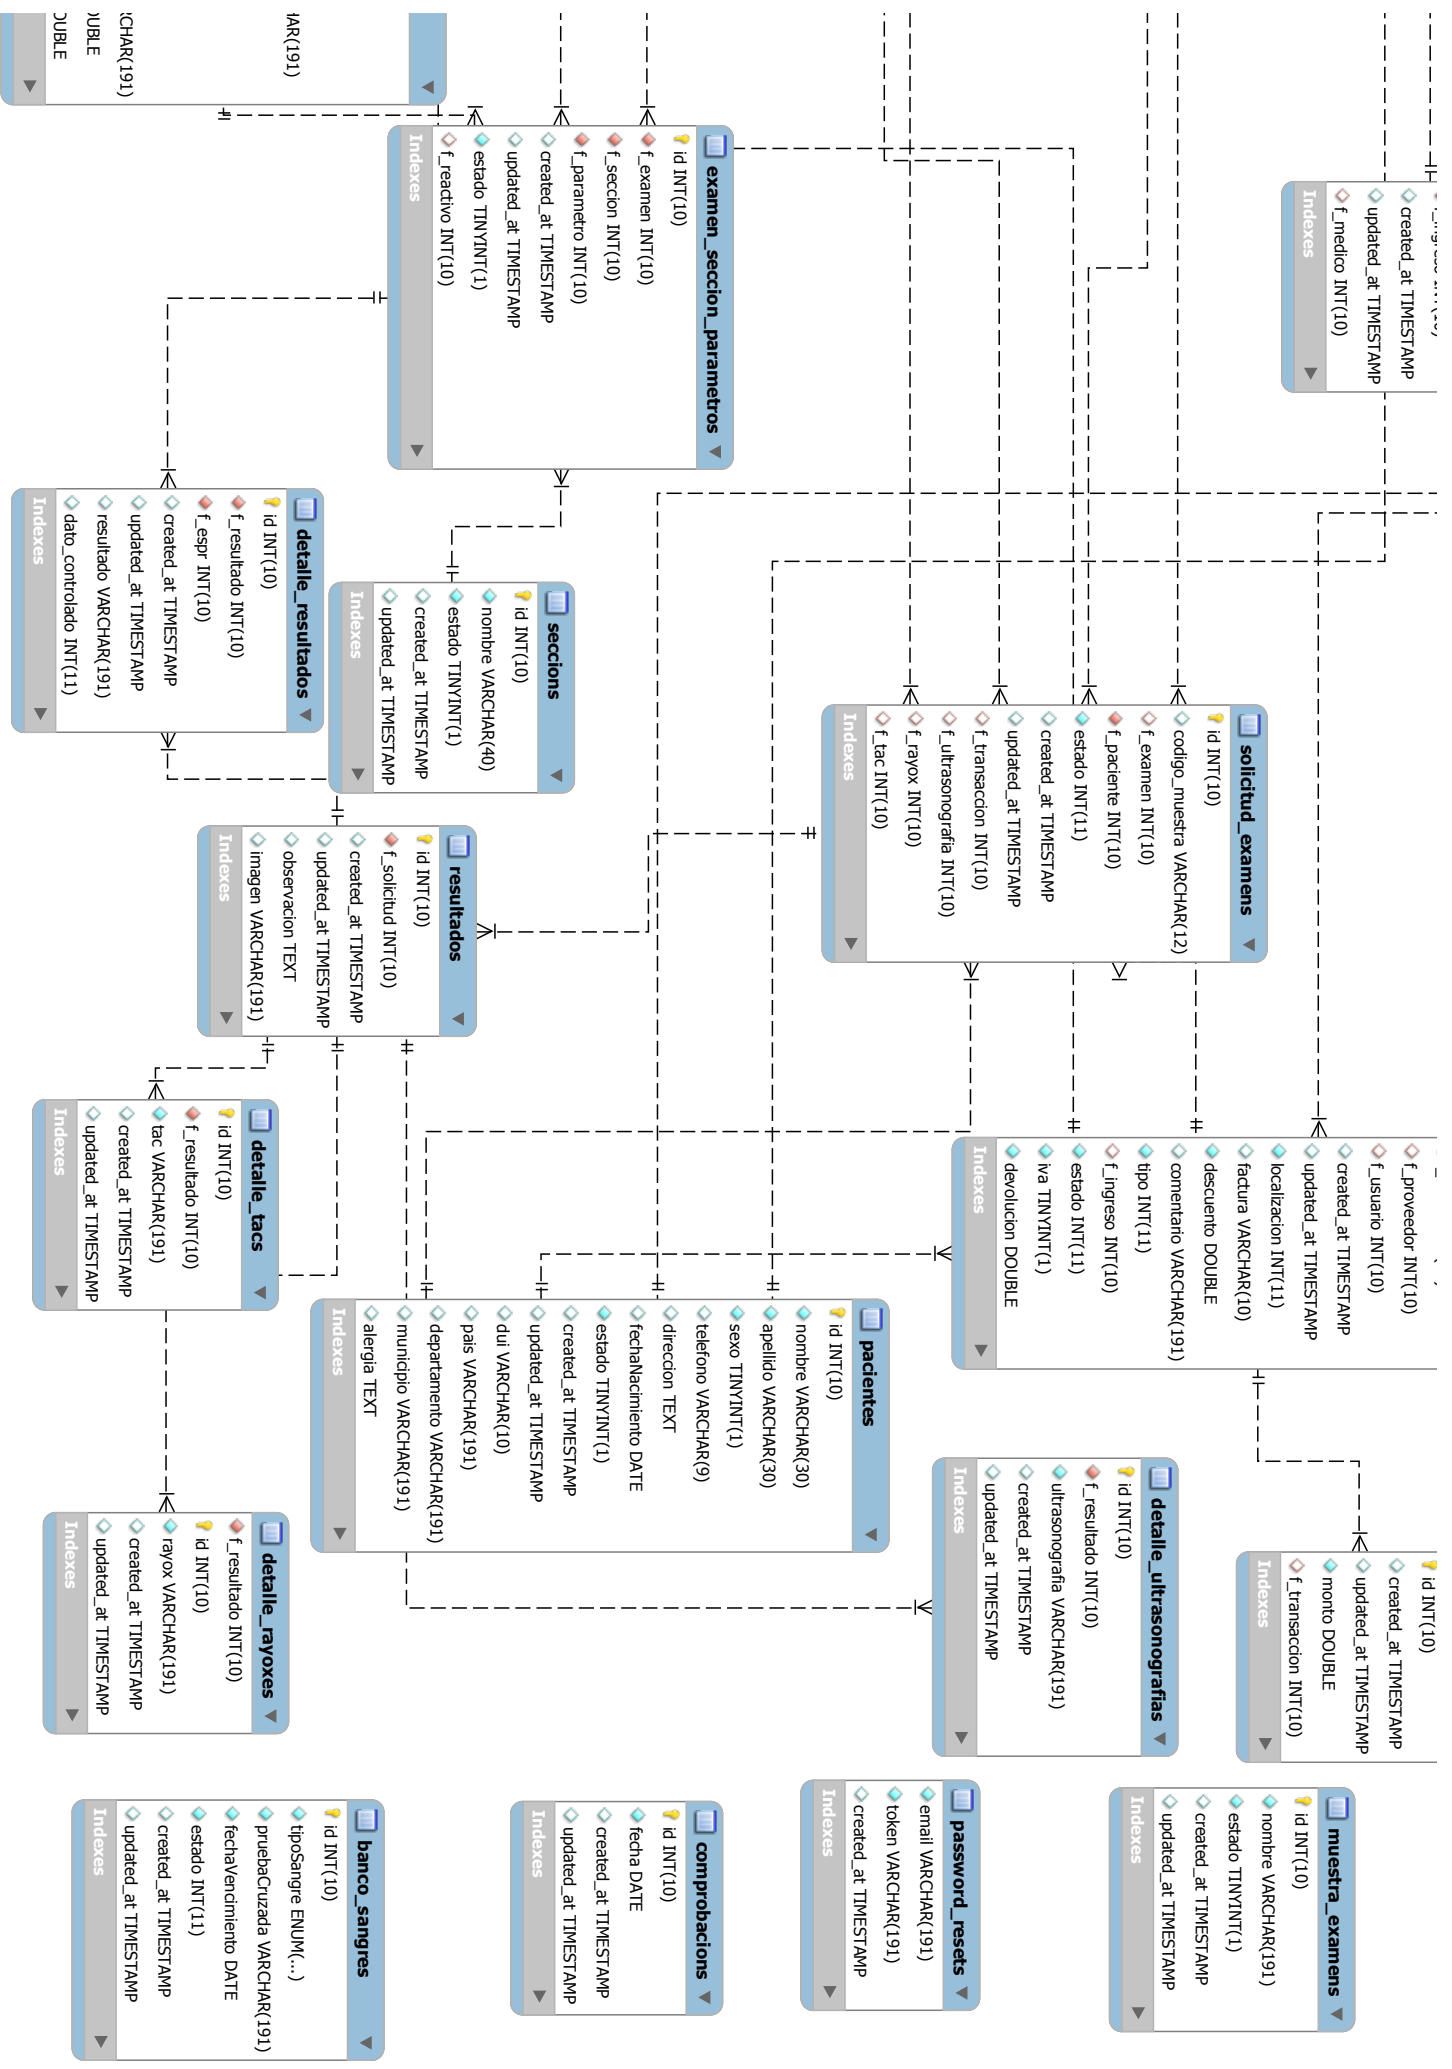 CHAR(191)
OUBLE
OUBLE
HAR(191)
examen_seccion_parametros
id INT(10)
f_examen INT(10)
f_seccion INT(10)
f_parametro INT(10)
created_at TIMESTAMP
updated_at TIMESTAMP
estado TINYINT(1)
f_reactivo INT(10)
Indexes
created_at TIMESTAMP
updated_at TIMESTAMP
f_medico INT(10)
Indexes
detalle_resultados
id INT(10)
f_resultado INT(10)
f_espr INT(10)
created_at TIMESTAMP
updated_at TIMESTAMP
resultado VARCHAR(191)
dato_controlado INT(11)
Indexes
seccions
id INT(10)
nombre VARCHAR(40)
estado TINYINT(1)
created_at TIMESTAMP
updated_at TIMESTAMP
Indexes
solicitud_examens
id INT(10)
codigo_muestra VARCHAR(12)
f_examen INT(10)
f_paciente INT(10)
estado INT(11)
created_at TIMESTAMP
updated_at TIMESTAMP
f_transaccion INT(10)
f_ultrasonografia INT(10)
f_rayox INT(10)
f_tac INT(10)
Indexes
resultados
id INT(10)
f_solicitud INT(10)
created_at TIMESTAMP
updated_at TIMESTAMP
observacion TEXT
imagen VARCHAR(191)
Indexes
f_proveedor INT(10)
f_usuario INT(10)
created_at TIMESTAMP
updated_at TIMESTAMP
localizacion INT(11)
factura VARCHAR(10)
descuento DOUBLE
comentario VARCHAR(191)
tipo INT(11)
f_ingreso INT(10)
estado INT(11)
iva TINYINT(1)
devolucion DOUBLE
Indexes
detalle_tacs
id INT(10)
f_resultado INT(10)
tac VARCHAR(191)
created_at TIMESTAMP
updated_at TIMESTAMP
Indexes
pacientes
id INT(10)
nombre VARCHAR(30)
apellido VARCHAR(30)
sexo TINYINT(1)
telefono VARCHAR(9)
direccion TEXT
fechaNacimiento DATE
estado TINYINT(1)
created_at TIMESTAMP
updated_at TIMESTAMP
dui VARCHAR(10)
pais VARCHAR(191)
departamento VARCHAR(191)
municipio VARCHAR(191)
alergia TEXT
Indexes
detalle_ultrasonografias
id INT(10)
f_resultado INT(10)
ultrasonografia VARCHAR(191)
created_at TIMESTAMP
updated_at TIMESTAMP
Indexes
id INT(10)
created_at TIMESTAMP
updated_at TIMESTAMP
monto DOUBLE
f_transaccion INT(10)
Indexes
detalle_rayoxes
f_resultado INT(10)
id INT(10)
rayox VARCHAR(191)
created_at TIMESTAMP
updated_at TIMESTAMP
Indexes
muestra_examens
id INT(10)
nombre VARCHAR(191)
estado TINYINT(1)
created_at TIMESTAMP
updated_at TIMESTAMP
Indexes
password_resets
email VARCHAR(191)
token VARCHAR(191)
created_at TIMESTAMP
Indexes
comprobacions
id INT(10)
fecha DATE
created_at TIMESTAMP
updated_at TIMESTAMP
Indexes
banco_sangres
id INT(10)
tipoSangre ENUM(...)
pruebaCruzada VARCHAR(191)
fechaVencimiento DATE
estado INT(11)
created_at TIMESTAMP
updated_at TIMESTAMP
Indexes